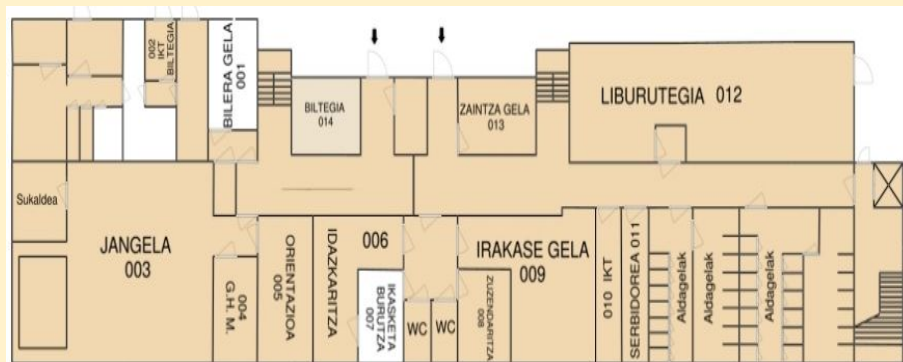 002
IKT
BILTEGIA
BILERA GELA
001
BILTEGIA
014
ZAINTZA GELA
013
LIBURUTEGIA 012
Sukaldea
JANGELA
003
004
G.H. M.
ORIENTAZIOA
005
IDAZKARITZA
006
IKASKETA
BURUTZA
007
WC
WC
IRAKASE GELA
009
ZUZENDARITZA
008
010 IKT
SERBIDOREA 011
Aldagelak
Aldagelak
Aldagelak